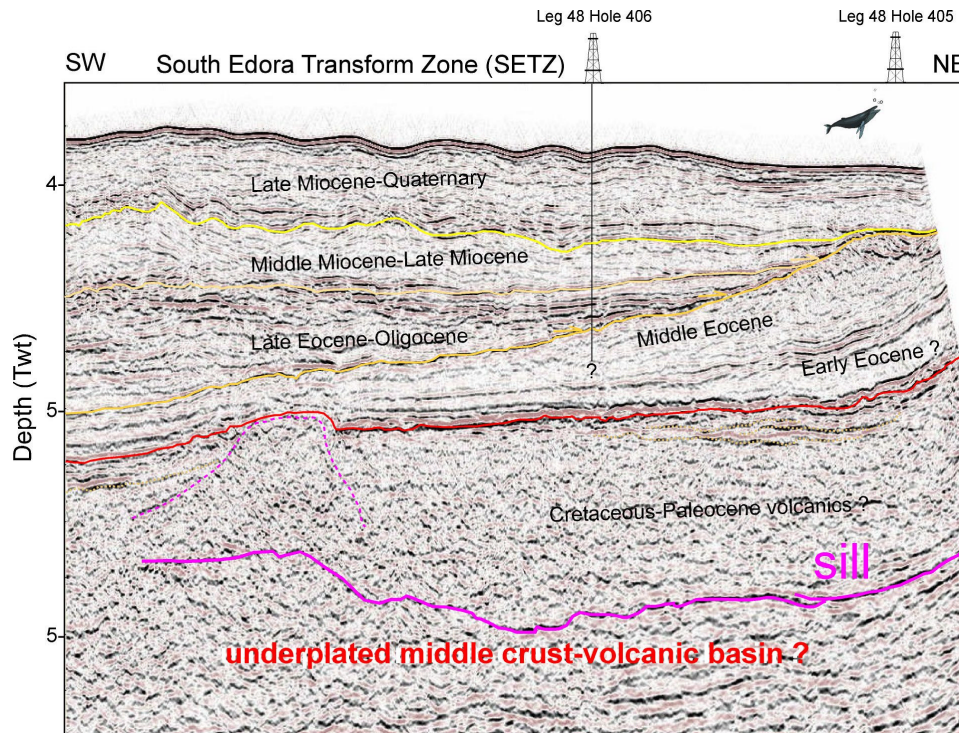 Leg 48 Hole 406
Leg 48 Hole 405
SW
South Edora Transform Zone (SETZ)
NE
Late Miocene-Quaternary
4
Middle Miocene-Late Miocene
Late Eocene-Oligocene
Middle Eocene
Early Eocene ?
?
5
Depth (Twt)
Cretaceous-Paleocene volcanics ?
sill
5
underplated middle crust-volcanic basin ?